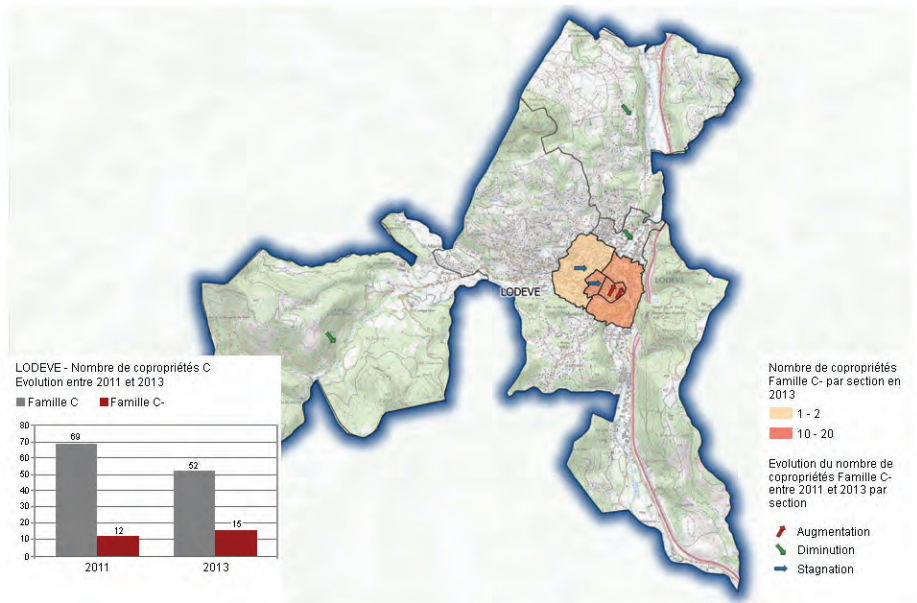 LODEVE
LODEVE
LODEVE - Nombre de copropriétés C
Evolution entre 2011 et 2013
Famille C
Famille C-
80
70
60
50
40
30
20
10
0
69
12
52
15
2011
2013
Nombre de copropriétés
Famille C- par section en
2013
1 - 2
10 - 20
Evolution du nombre de
copropriétés Famille C-
entre 2011 et 2013 par
section
Augmentation
Diminution
Stagnation